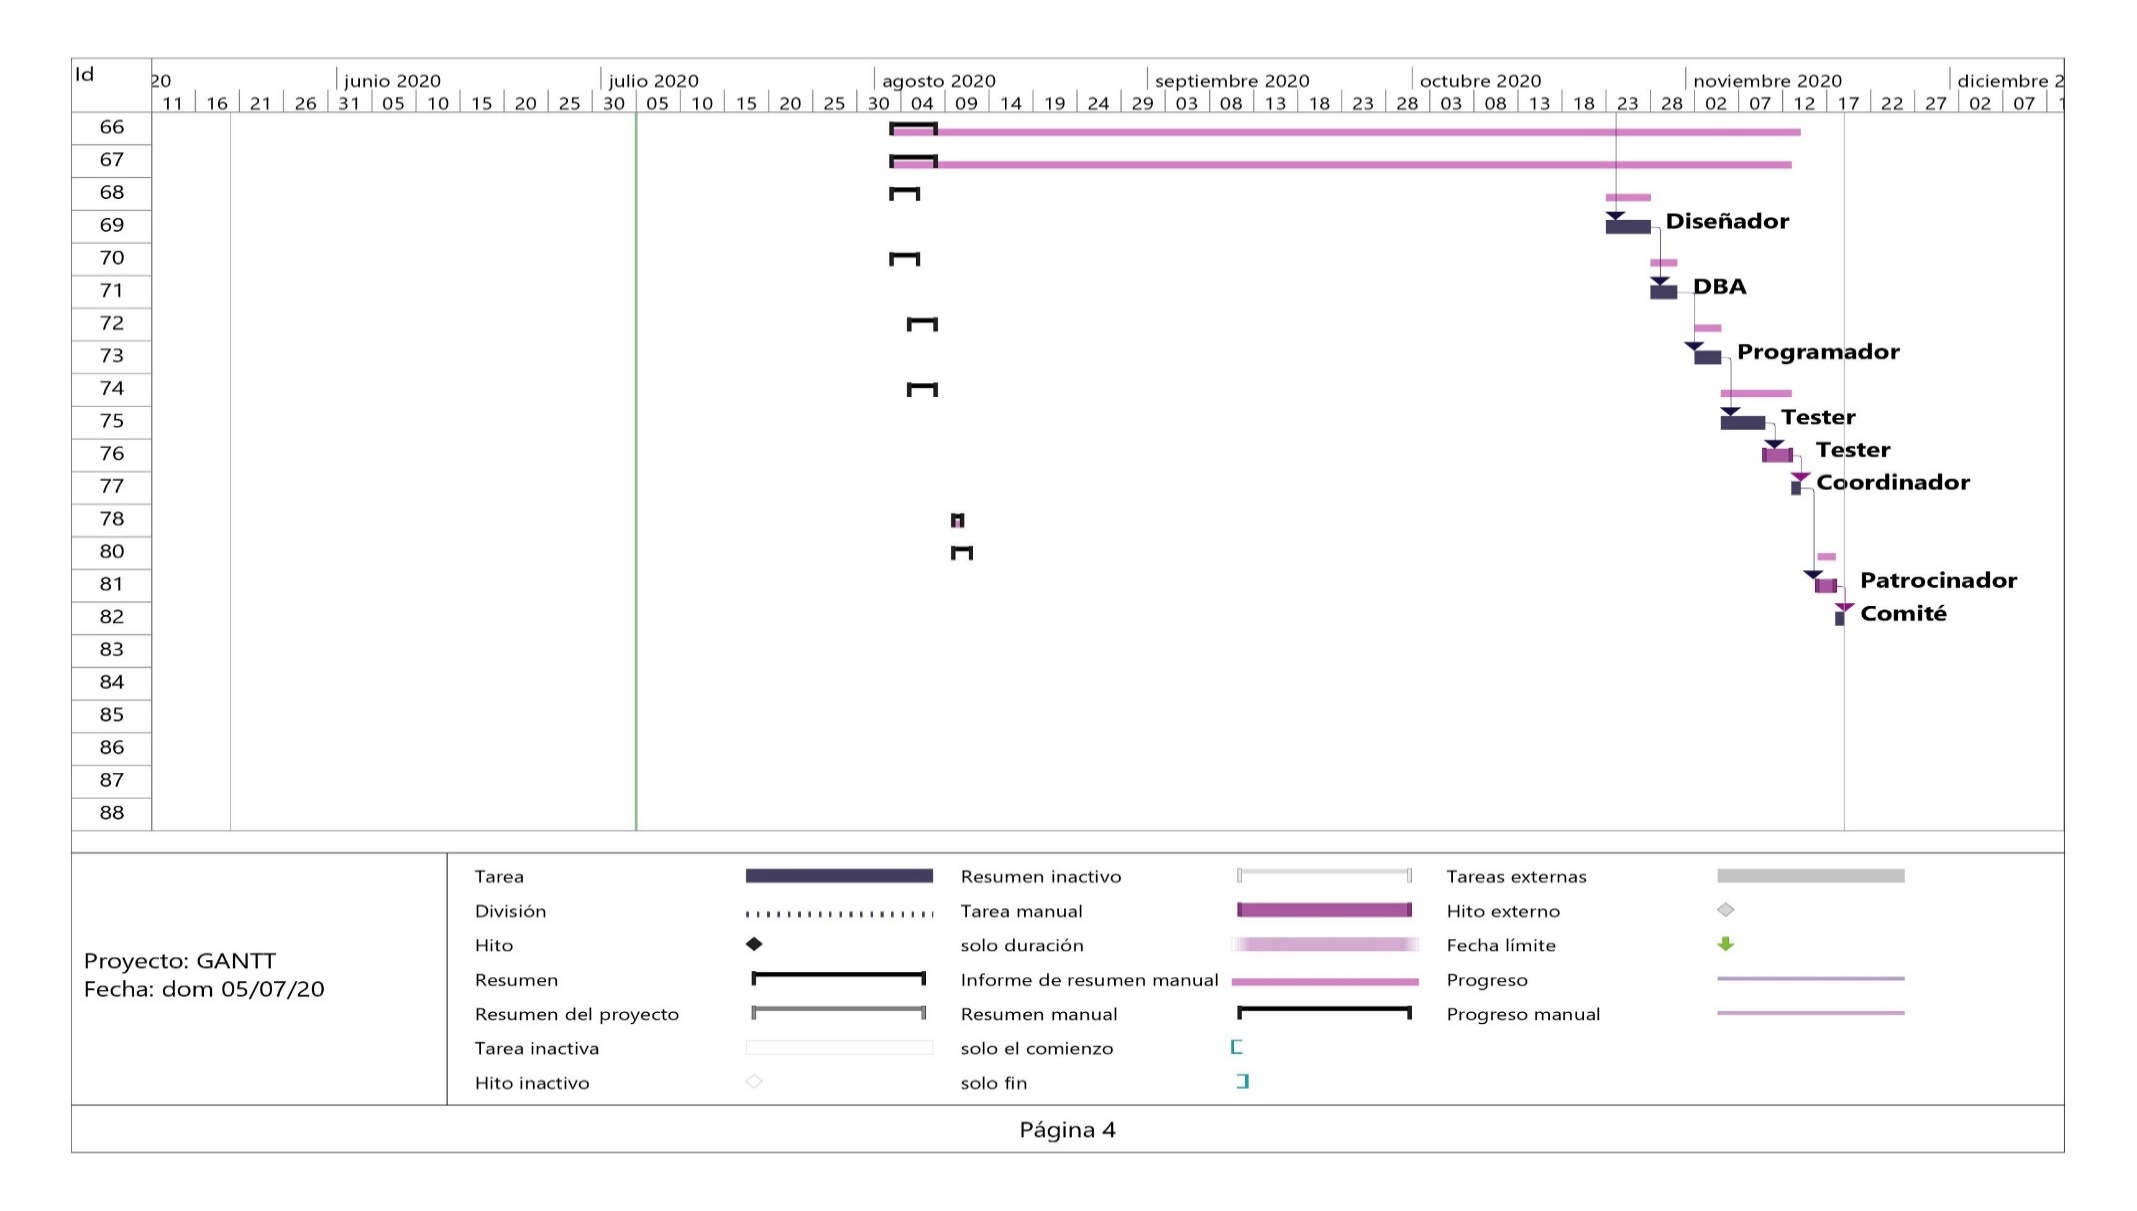 Id
20 junio 2020 julio 2020 agosto 2020 septiembre 2020 octubre 2020 noviembre 2020 diciembre 2
11 16 21 26 31 05 10 15 20 25 30 05 10 15 20 25 30 04 09 14 19 24 29 03 08 13 18 23 28 03 08 13 18 23 28 02 07 12 17 22 27 02 07 1
66
67
68
69 Diseñador
70
71 DBA
72
73 Programador
74
75 Tester
76 Tester
77 Coordinador
78
80
81 Patrocinador
82 Comité
83
84
85
86
87
88
Proyecto: GANTT
Fecha: dom 05/07/20
Tarea
División
Hito
Resumen
Resumen del proyecto
Tarea inactiva
Hito inactivo
Resumen inactivo
Tarea manual
solo duración
Informe de resumen manual
Resumen manual
solo el comienzo
solo fin
Tareas externas
Hito externo
Fecha límite
Progreso
Progreso manual
Página 4